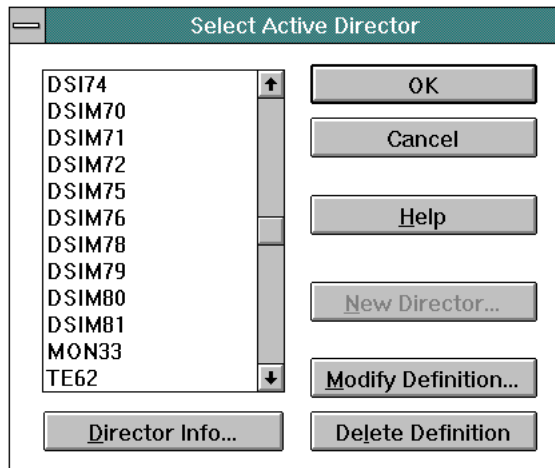 Select Active Director
DSI74
DSIM70
DSIM71
DSIM72
DSIM75
DSIM76
DSIM78
DSIM79
DSIM80
DSIM81
MON33
TE62
OK
Cancel
Help
New Director...
Modify Definition...
Director Info...
Delete Definition